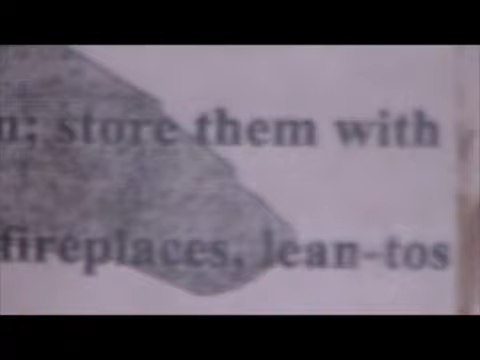 n; store them with
fireplaces, lean-tos